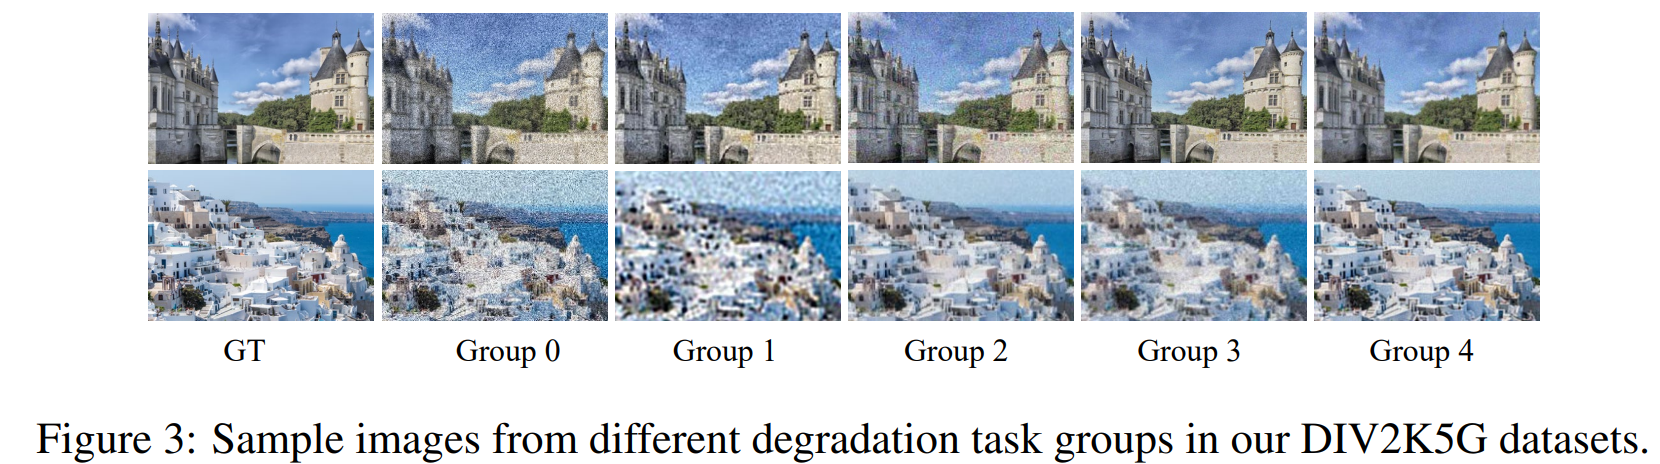 GT Group 0 Group 1 Group 2 Group 3 Group 4
Figure 3: Sample images from different degradation task groups in our DIV2K5G datasets.